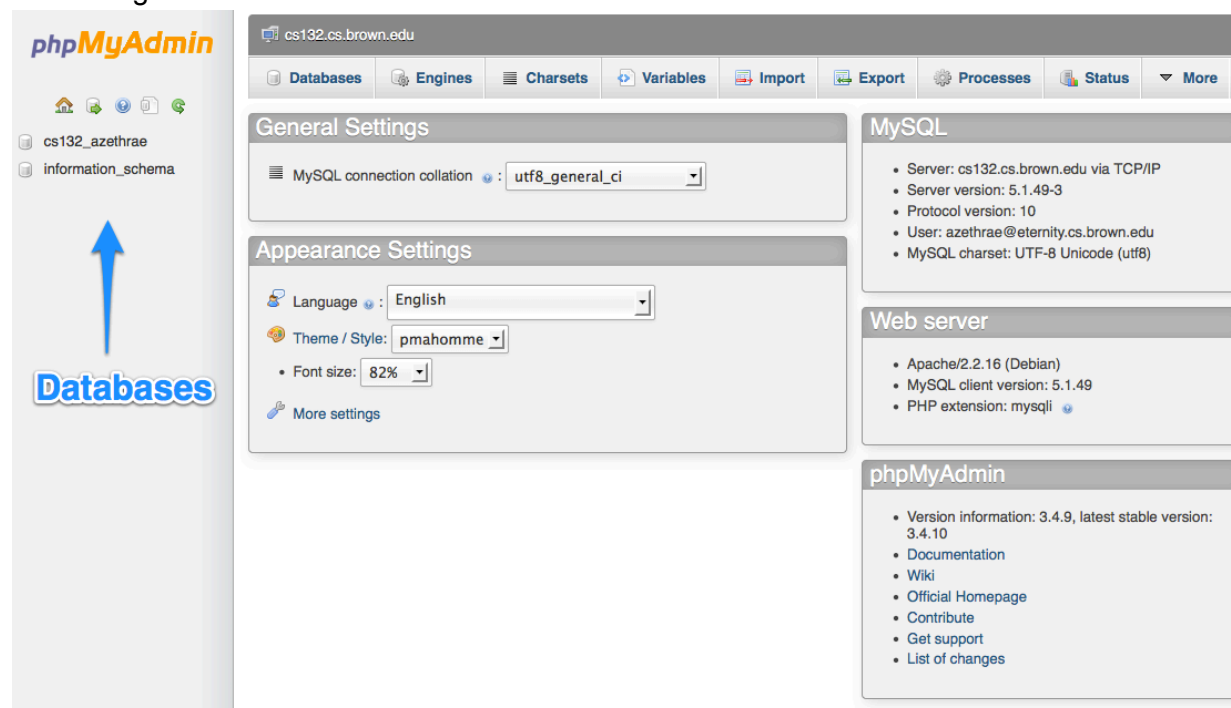 phpMyAdmin
cs132_azethrae
information_schema
Databases
cs132.cs.brown.edu
Databases Engines Charsets Variables Import Export Processes Status More
General Settings
MySQL connection collation : utf8_general_ci
Appearance Settings
Language : English
Theme / Style: pmahomme
• Font size: 82%
More settings
MySQL
• Server: cs132.cs.brown.edu via TCP/IP
• Server version: 5.1.49-3
• Protocol version: 10
• User: azethrae@eternity.cs.brown.edu
• MySQL charset: UTF-8 Unicode (utf8)
Web server
• Apache/2.2.16 (Debian)
• MySQL client version: 5.1.49
• PHP extension: mysqli
phpMyAdmin
• Version information: 3.4.9, latest stable version:
3.4.10
• Documentation
• Wiki
• Official Homepage
• Contribute
• Get support
• List of changes